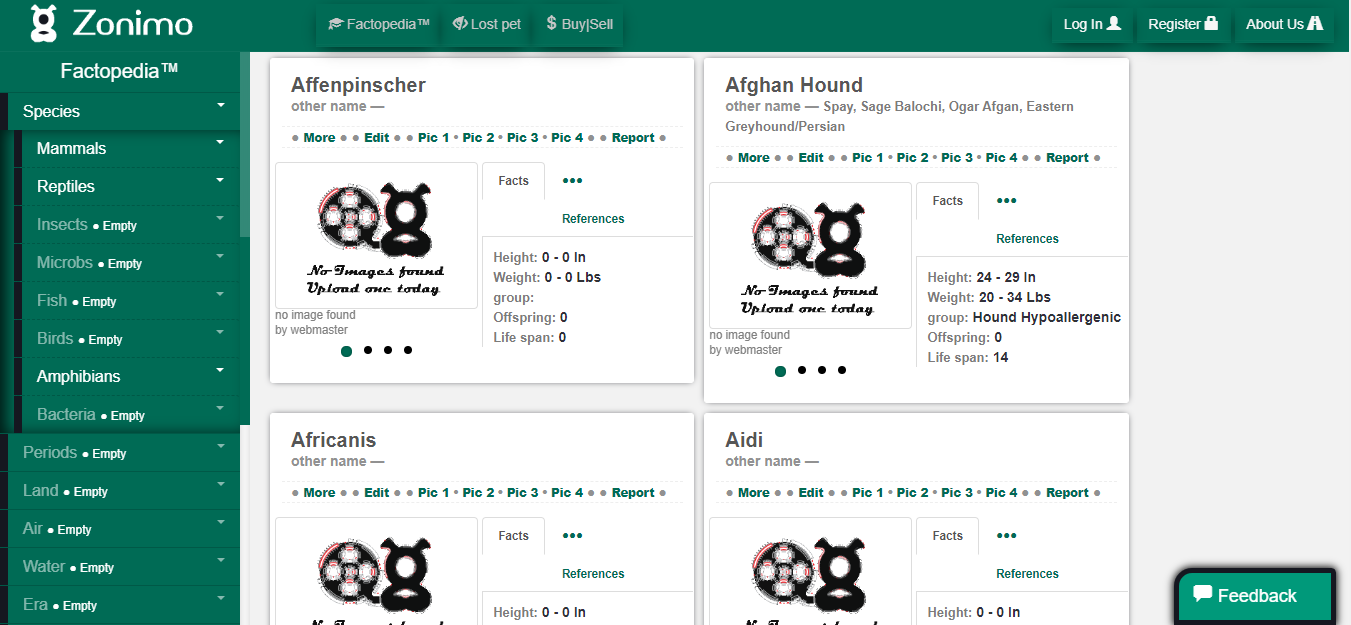 Zonimo
Factopedia™
Lost pet
$ Buy|Sell
Log In
Register
About Us
Factopedia™
Species
Mammals
Reptiles
Insects ● Empty
Microbs ● Empty
Fish ● Empty
Birds ● Empty
Amphibians
Bacteria ● Empty
Periods ● Empty
Land ● Empty
Air ● Empty
Water ● Empty
Era ● Empty
Affenpinscher
other name —
● More ● ● Edit ● ● Pic 1 • Pic 2 • Pic 3 • Pic 4 ● ● Report ●
No Images found
Upload one today
no image found
by webmaster
Facts
●●●
References
Height: 0 - 0 In
Weight: 0 - 0 Lbs
group:
Offspring: 0
Life span: 0
Afghan Hound
other name — Spay, Sage Balochi, Ogar Afgan, Eastern
Greyhound/Persian
● More ● ● Edit ● ● Pic 1 • Pic 2 • Pic 3 • Pic 4 ● ● Report ●
No Images found
Upload one today
no image found
by webmaster
Facts
●●●
References
Height: 24 - 29 In
Weight: 20 - 34 Lbs
group: Hound Hypoallergenic
Offspring: 0
Life span: 14
Africanis
other name —
● More ● ● Edit ● ● Pic 1 • Pic 2 • Pic 3 • Pic 4 ● ● Report ●
Facts
●●●
References
Height: 0 - 0 In
Aidi
other name —
● More ● ● Edit ● ● Pic 1 • Pic 2 • Pic 3 • Pic 4 ● ● Report ●
Facts
●●●
References
Height: 0 - 0 In
Feedback